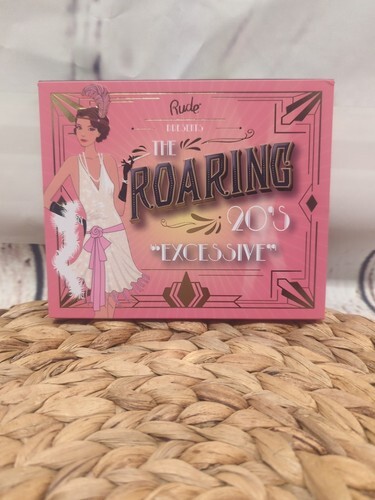 Rude
PRESENTS
THE
ROARING
20'S
"EXCESSIVE"